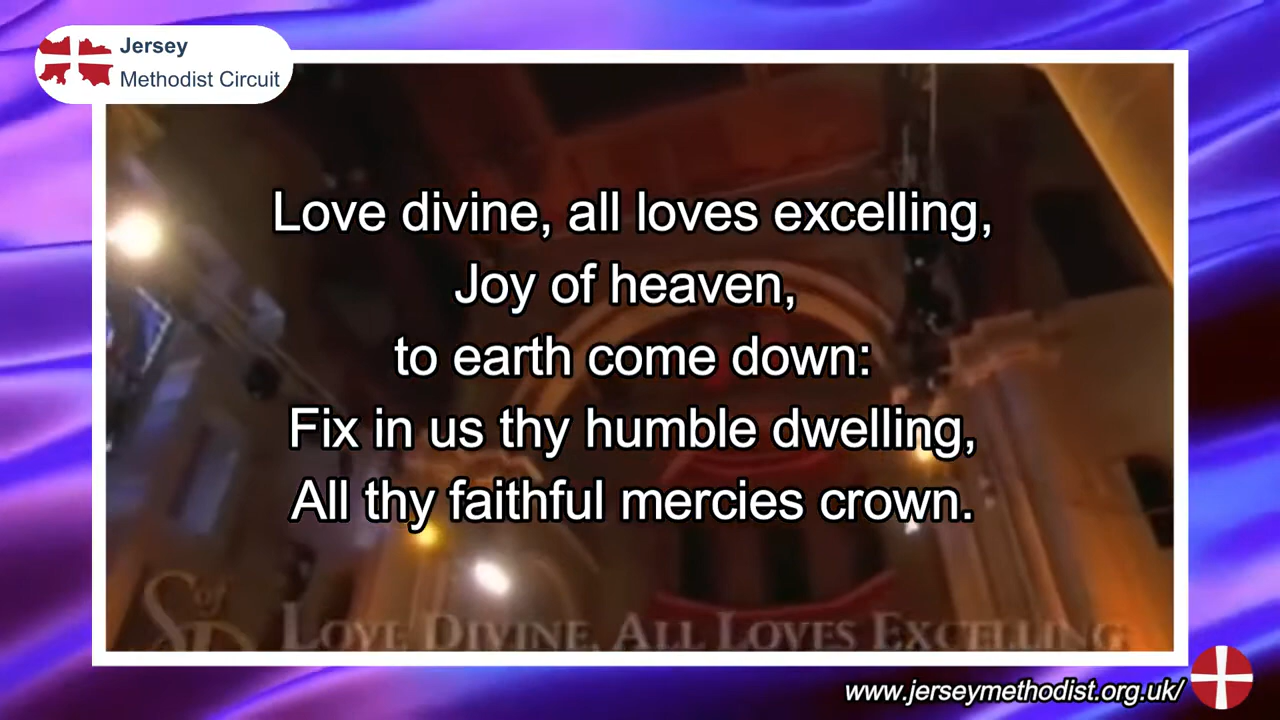 Jersey
Methodist Circuit
Love divine, all loves excelling,
Joy of heaven,
to earth come down:
Fix in us thy humble dwelling,
All thy faithful mercies crown.
S of D
LOVE DIVINE, ALL LOVES EXCELLING
www.jerseymethodist.org.uk/